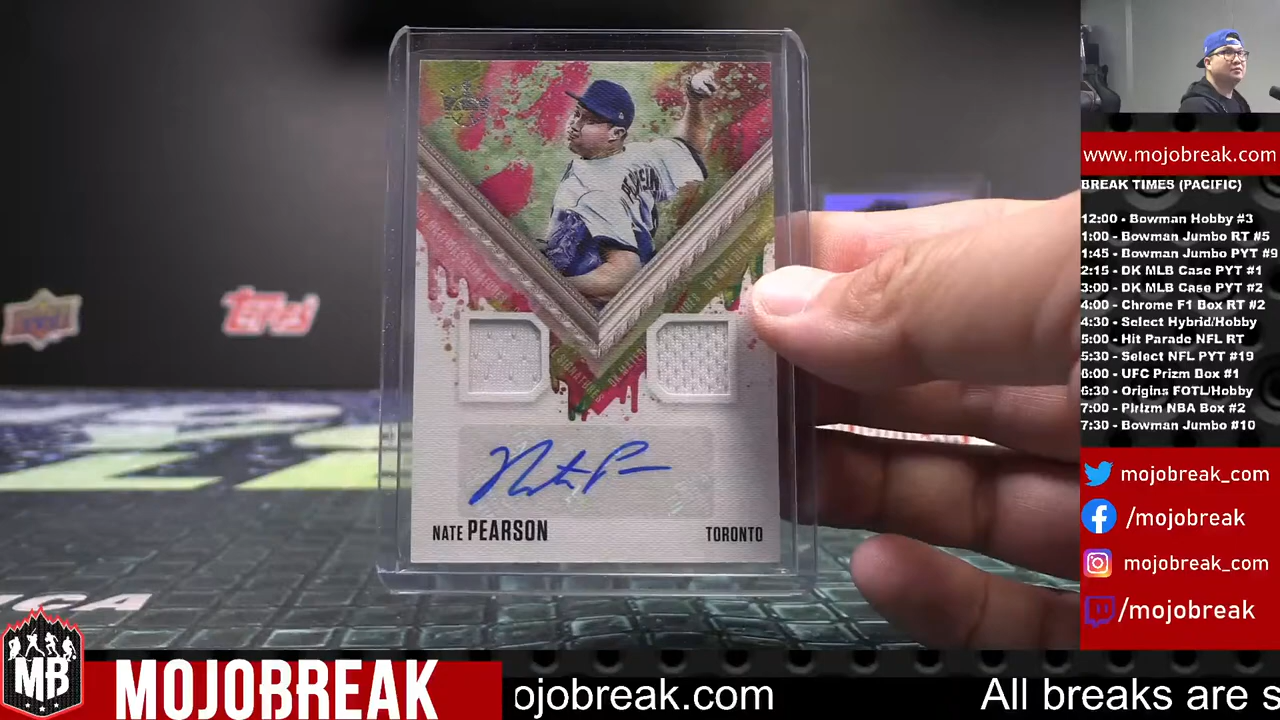 www.mojobreak.com
BREAK TIMES (PACIFIC)
12:00 - Bowman Hobby #3
1:00 - Bowman Jumbo RT #5
1:45 - Bowman Jumbo PYT #9
2:15 - DK MLB Case PYT #1
3:00 - DK MLB Case PYT #2
4:00 - Chrome F1 Box RT #2
4:30 - Select Hybrid/Hobby
5:00 - Hit Parade NFL RT
5:30 - Select NFL PYT #19
6:00 - UFC Prizm Box #1
6:30 - Origins FOTL/Hobby
7:00 - Pirizm NBA Box #2
7:30 - Bowman Jumbo #10
mojobreak_com
/mojobreak
mojobreak_com
/mojobreak
topps
PEARSON
NATE PEARSON
TORONTO
MB
MOJOBREAK
ojobreak.com
All breaks are s